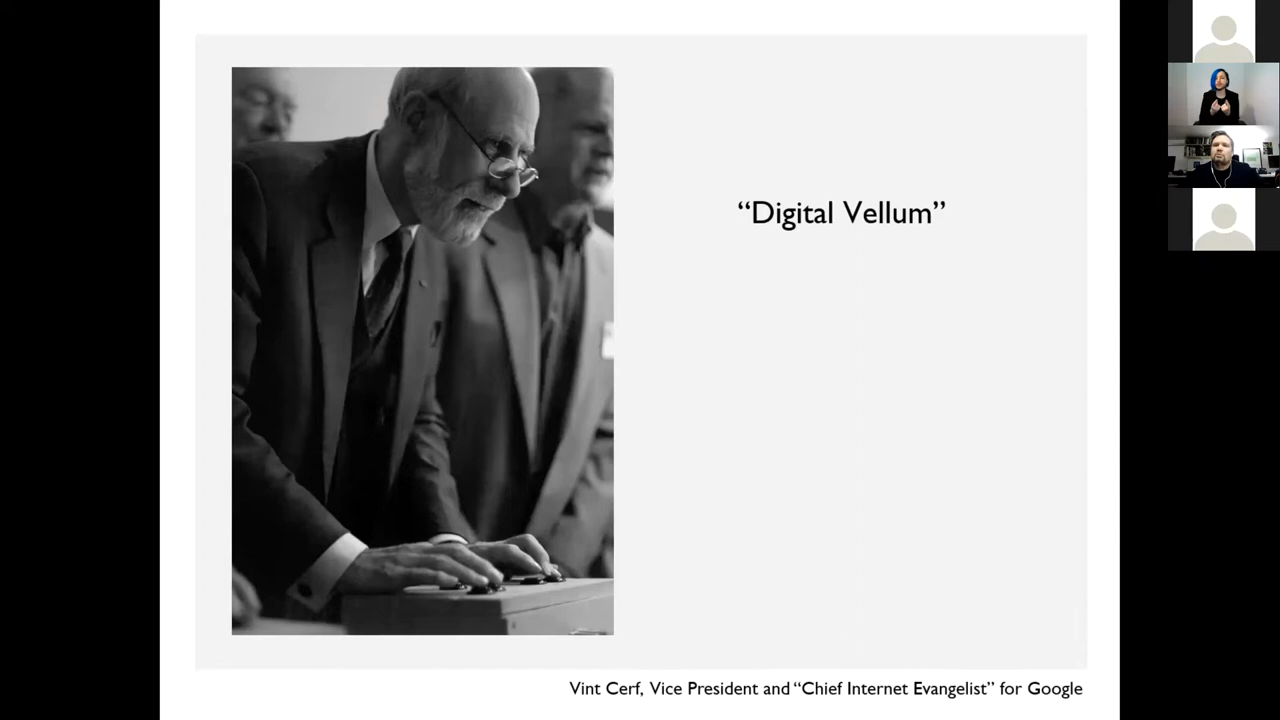 “Digital Vellum”
Vint Cerf, Vice President and “Chief Internet Evangelist” for Google